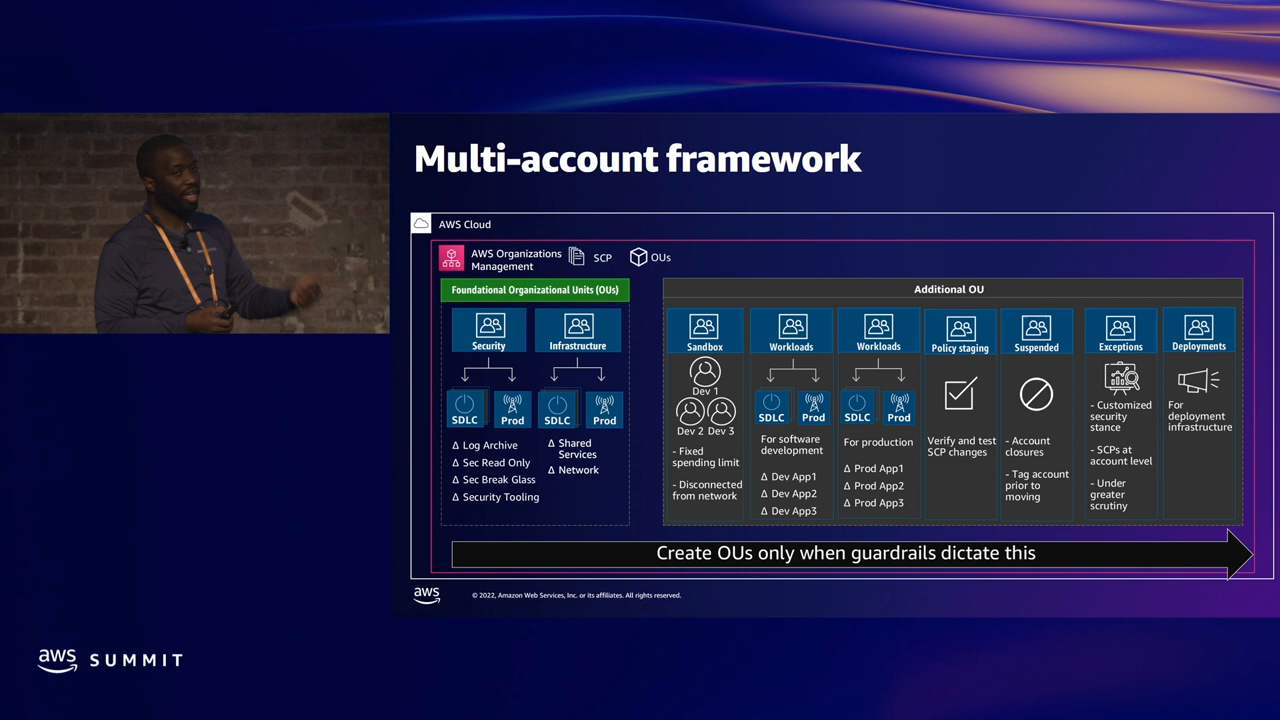 Multi-account framework
AWS Cloud
AWS Organizations
Management
SCP
OUs
Foundational Organizational Units (OUs)
Security
Infrastructure
SDLC
Prod
SDLC
Prod
Δ Log Archive
Δ Sec Read Only
Δ Sec Break Glass
Δ Security Tooling
Δ Shared
Services
Δ Network
Additional OU
Sandbox
Dev 1
Dev 2 Dev 3
- Fixed
spending limit
- Disconnected
from network
Workloads
SDLC
Prod
For software
development
Δ Dev App1
Δ Dev App2
Δ Dev App3
Workloads
SDLC
Prod
For production
Δ Prod App1
Δ Prod App2
Δ Prod App3
Policy staging
Verify and test
SCP changes
Suspended
- Account
closures
- Tag account
prior to
moving
Exceptions
- Customized
security
stance
- SCPs at
account level
- Under
greater
scrutiny
Deployments
For
deployment
infrastructure
Create OUs only when guardrails dictate this
aws
© 2022, Amazon Web Services, Inc. or its affiliates. All rights reserved.
aws SUMMIT